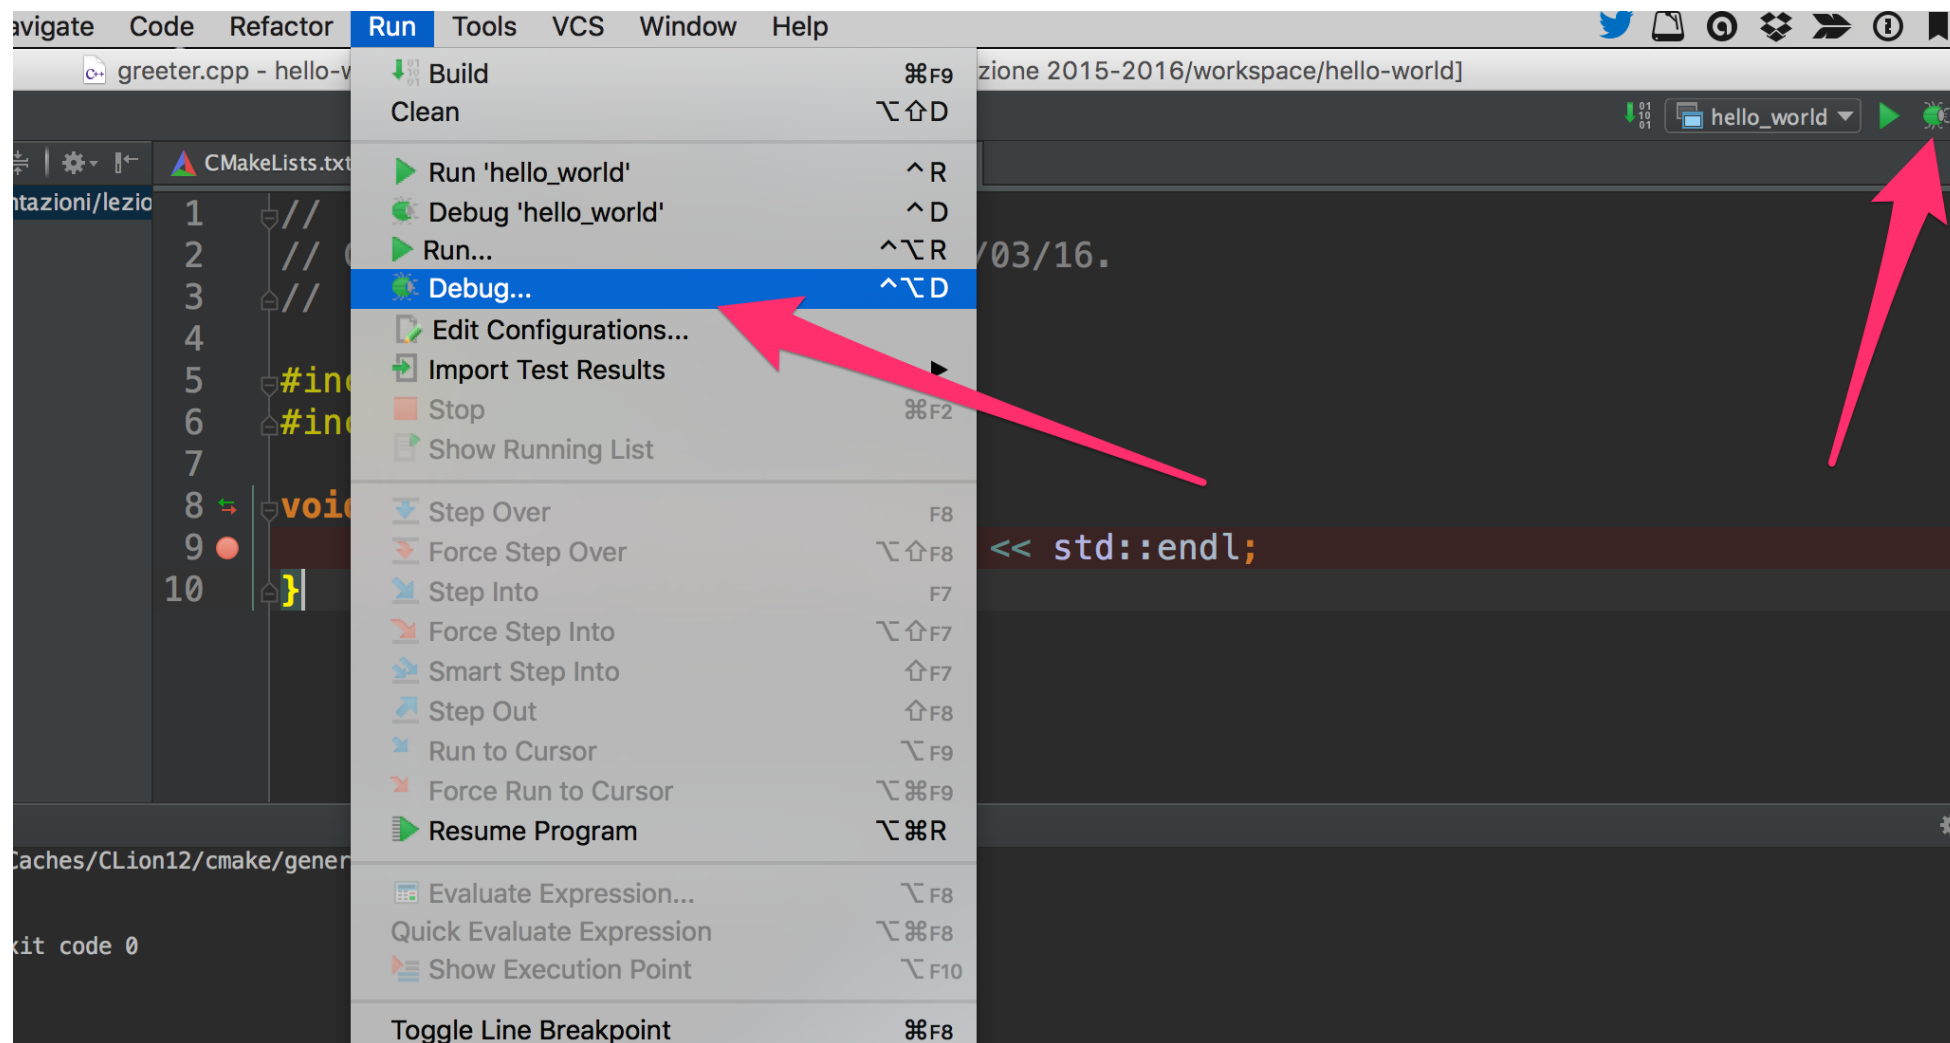 avigate Code Refactor Run Tools VCS Window Help
greeter.cpp - hello-w zione 2015-2016/workspace/hello-world]
hello_world
CMakeLists.txt
ntazioni/lezio
1 //
2 // /03/16.
3 //
4
5 #inc
6 #inc
7
8 void
9 << std::endl;
10 }
Build ⌘F9
Clean ⌥⇧D
Run 'hello_world' ^R
Debug 'hello_world' ^D
Run... ^⌥R
Debug... ^⌥D
Edit Configurations...
Import Test Results
Stop ⌘F2
Show Running List
Step Over F8
Force Step Over ⌥⇧F8
Step Into F7
Force Step Into ⌥⇧F7
Smart Step Into ⇧F7
Step Out ⇧F8
Run to Cursor ⌥F9
Force Run to Cursor ⌥⌘F9
Resume Program ⌥⌘R
Evaluate Expression... ⌥F8
Quick Evaluate Expression ⌥⌘F8
Show Execution Point ⌥F10
Toggle Line Breakpoint ⌘F8
Caches/CLion12/cmake/gener
xit code 0